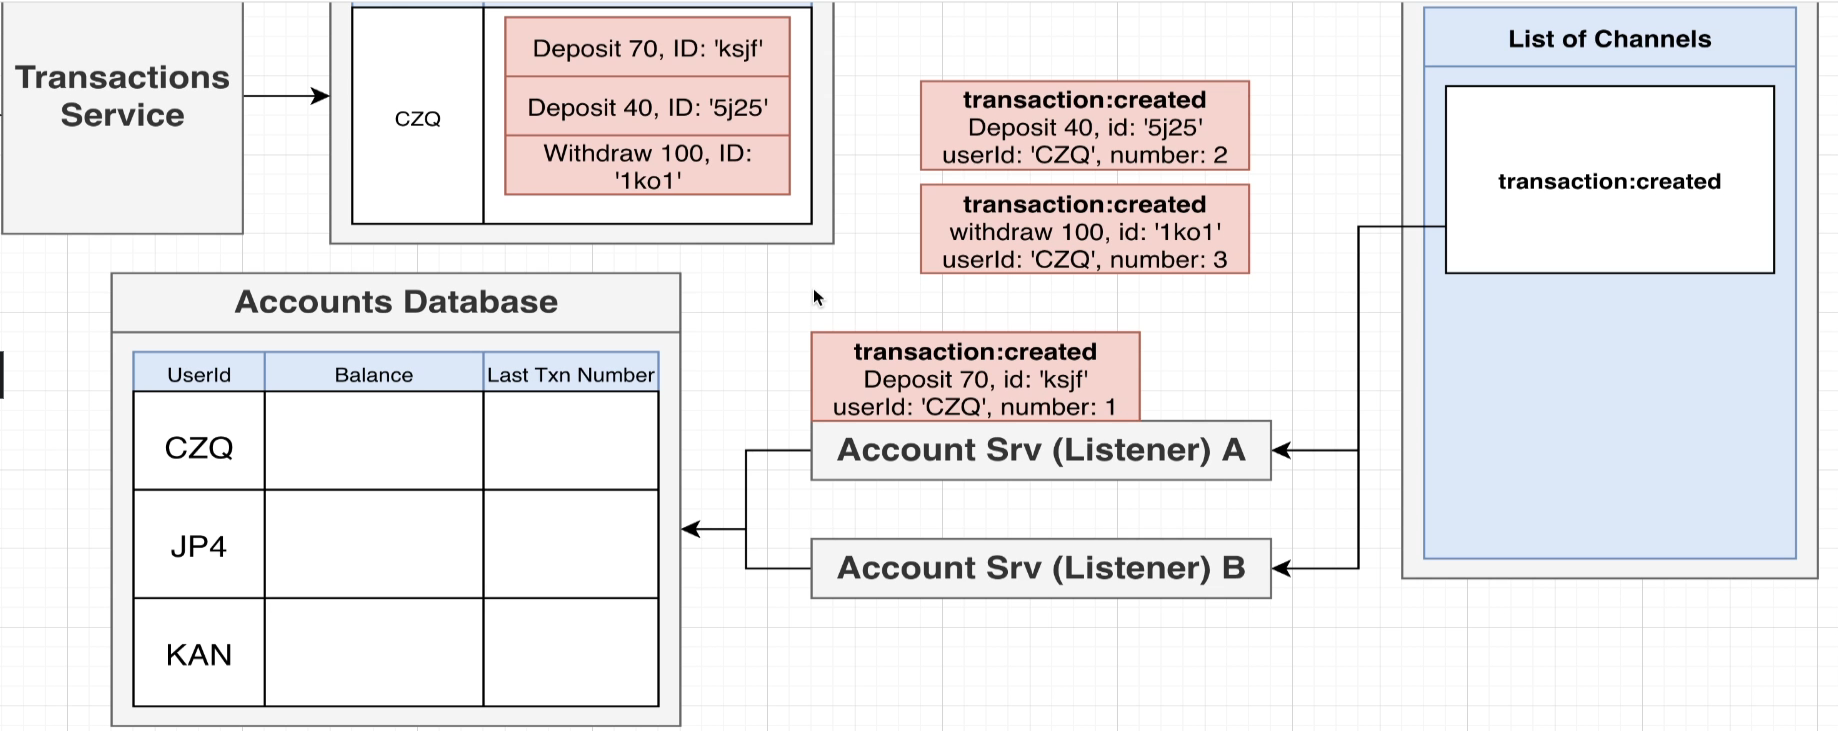 Transactions
Service
CZQ
Deposit 70, ID: 'ksjf'
Deposit 40, ID: '5j25'
Withdraw 100, ID:
'1ko1'
transaction:created
Deposit 40, id: '5j25'
userId: 'CZQ', number: 2
transaction:created
withdraw 100, id: '1ko1'
userId: 'CZQ', number: 3
List of Channels
transaction:created
Accounts Database
UserId Balance Last Txn Number
CZQ
JP4
KAN
transaction:created
Deposit 70, id: 'ksjf'
userId: 'CZQ', number: 1
Account Srv (Listener) A
Account Srv (Listener) B